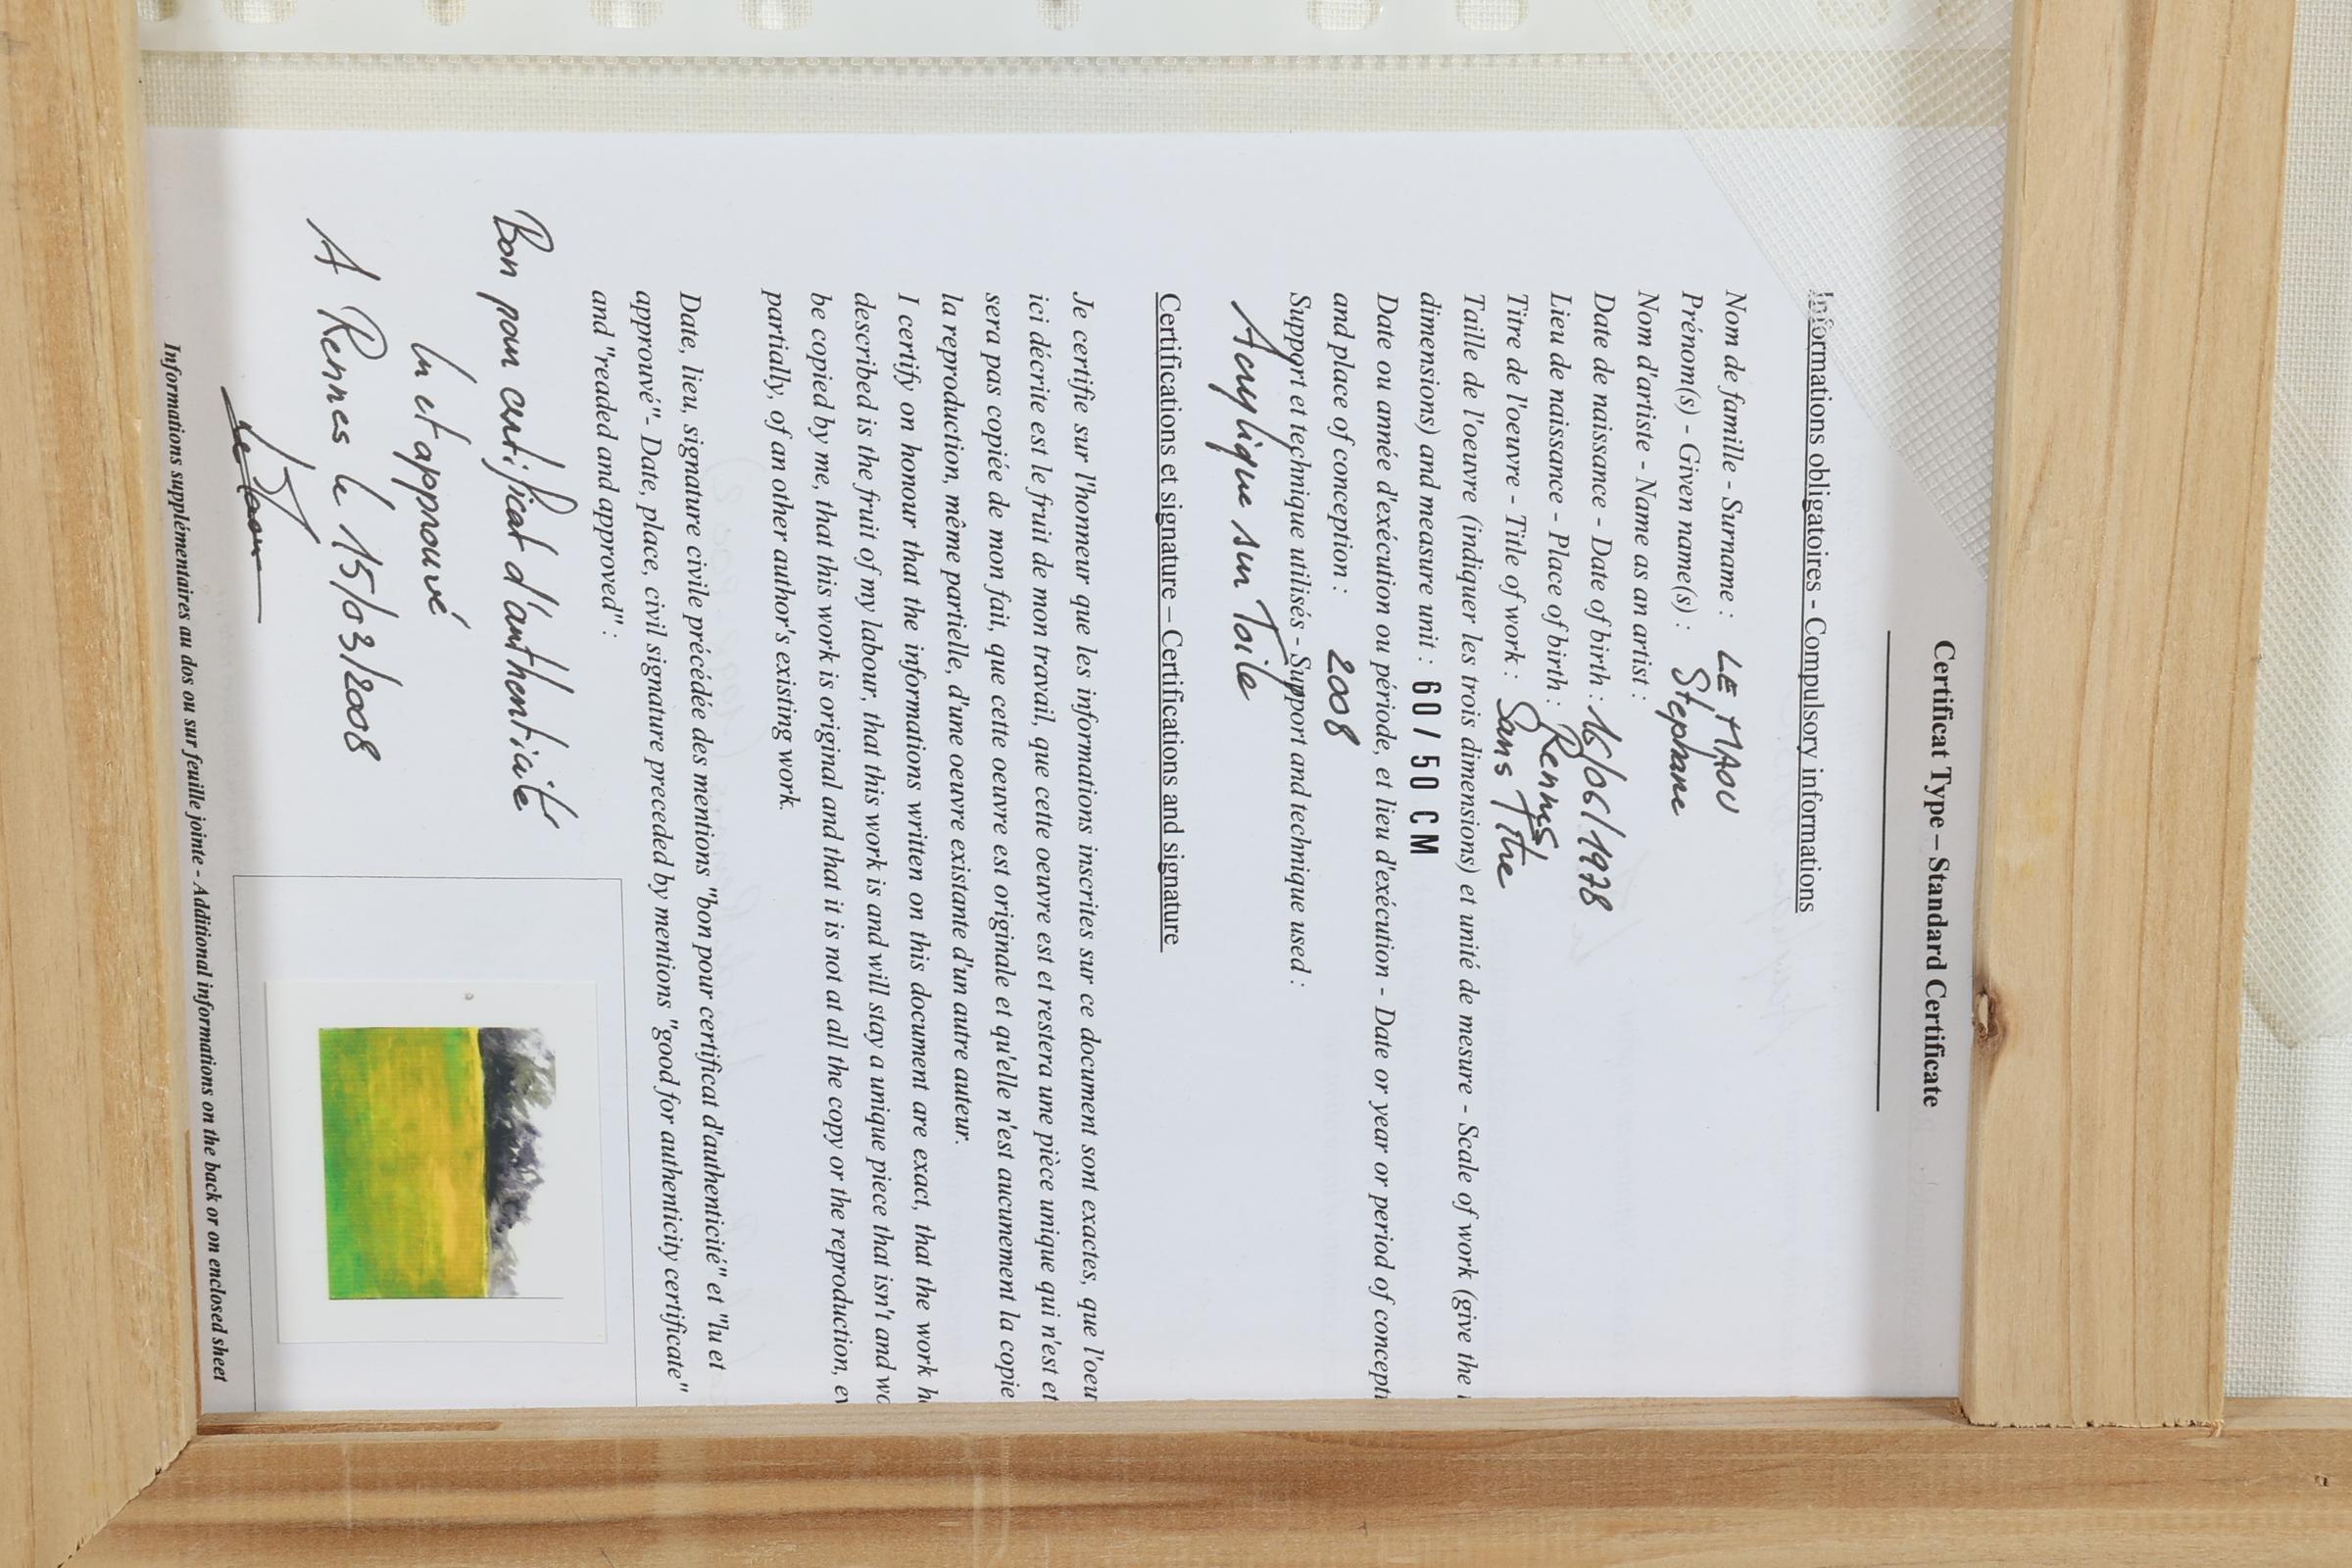 Certificat Type – Standard Certificate
Informations obligatoires - Compulsory informations
Nom de famille - Surname : LE MAOU
Prénom(s) - Given name(s) : Stephane
Nom d'artiste - Name as an artist :
Date de naissance - Date of birth : 16/06/1978
Lieu de naissance - Place of birth : Rennes
Titre de l'oeuvre - Title of work : Sans Titre
Taille de l'oeuvre (indiquer les trois dimensions) et unité de mesure - Scale of work (give the
dimensions) and measure unit : 60 / 50 CM
Date ou année d'exécution ou période, et lieu d'exécution - Date or year or period of concepti
and place of conception : 2008
Support et technique utilisés - Support and technique used :
Acrylique sur Toile
Certifications et signature – Certifications and signature
Je certifie sur l'honneur que les informations inscrites sur ce document sont exactes, que l'oeur
ici décrite est le fruit de mon travail, que cette oeuvre est et restera une pièce unique qui n'est et
sera pas copiée de mon fait, que cette oeuvre est originale et qu'elle n'est aucunement la copie
la reproduction, même partielle, d'une oeuvre existante d'un autre auteur.
I certify on honour that the informations written on this document are exact, that the work h
described is the fruit of my labour, that this work is and will stay a unique piece that isn't and wo
be copied by me, that this work is original and that it is not at all the copy or the reproduction, ev
partially, of an other author's existing work.
Date, lieu, signature civile précédée des mentions "bon pour certificat d'authenticité" et "lu et
approuvé"- Date, place, civil signature preceded by mentions "good for authenticity certificate"
and "readed and approved" :
Bon pour certificat d'authenticité
lu et approuvé
A Rennes le 15/03/2008
Le Maou
Informations supplémentaires au dos ou sur feuille jointe - Additional informations on the back or on enclosed sheet